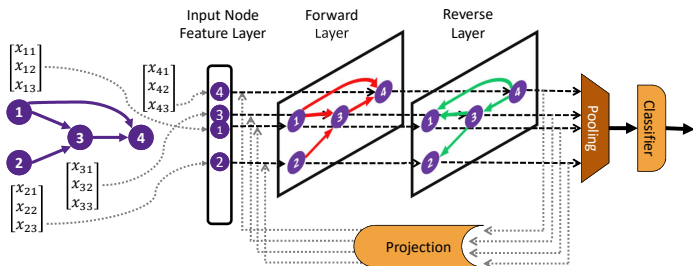 Input Node
Feature Layer
Forward
Layer
Reverse
Layer
x11
x12
x13
x41
x42
x43
1
2
3
4
x31
x32
x33
x21
x22
x23
4
3
1
2
1
2
3
4
1
2
3
4
Pooling
Classifier
Projection